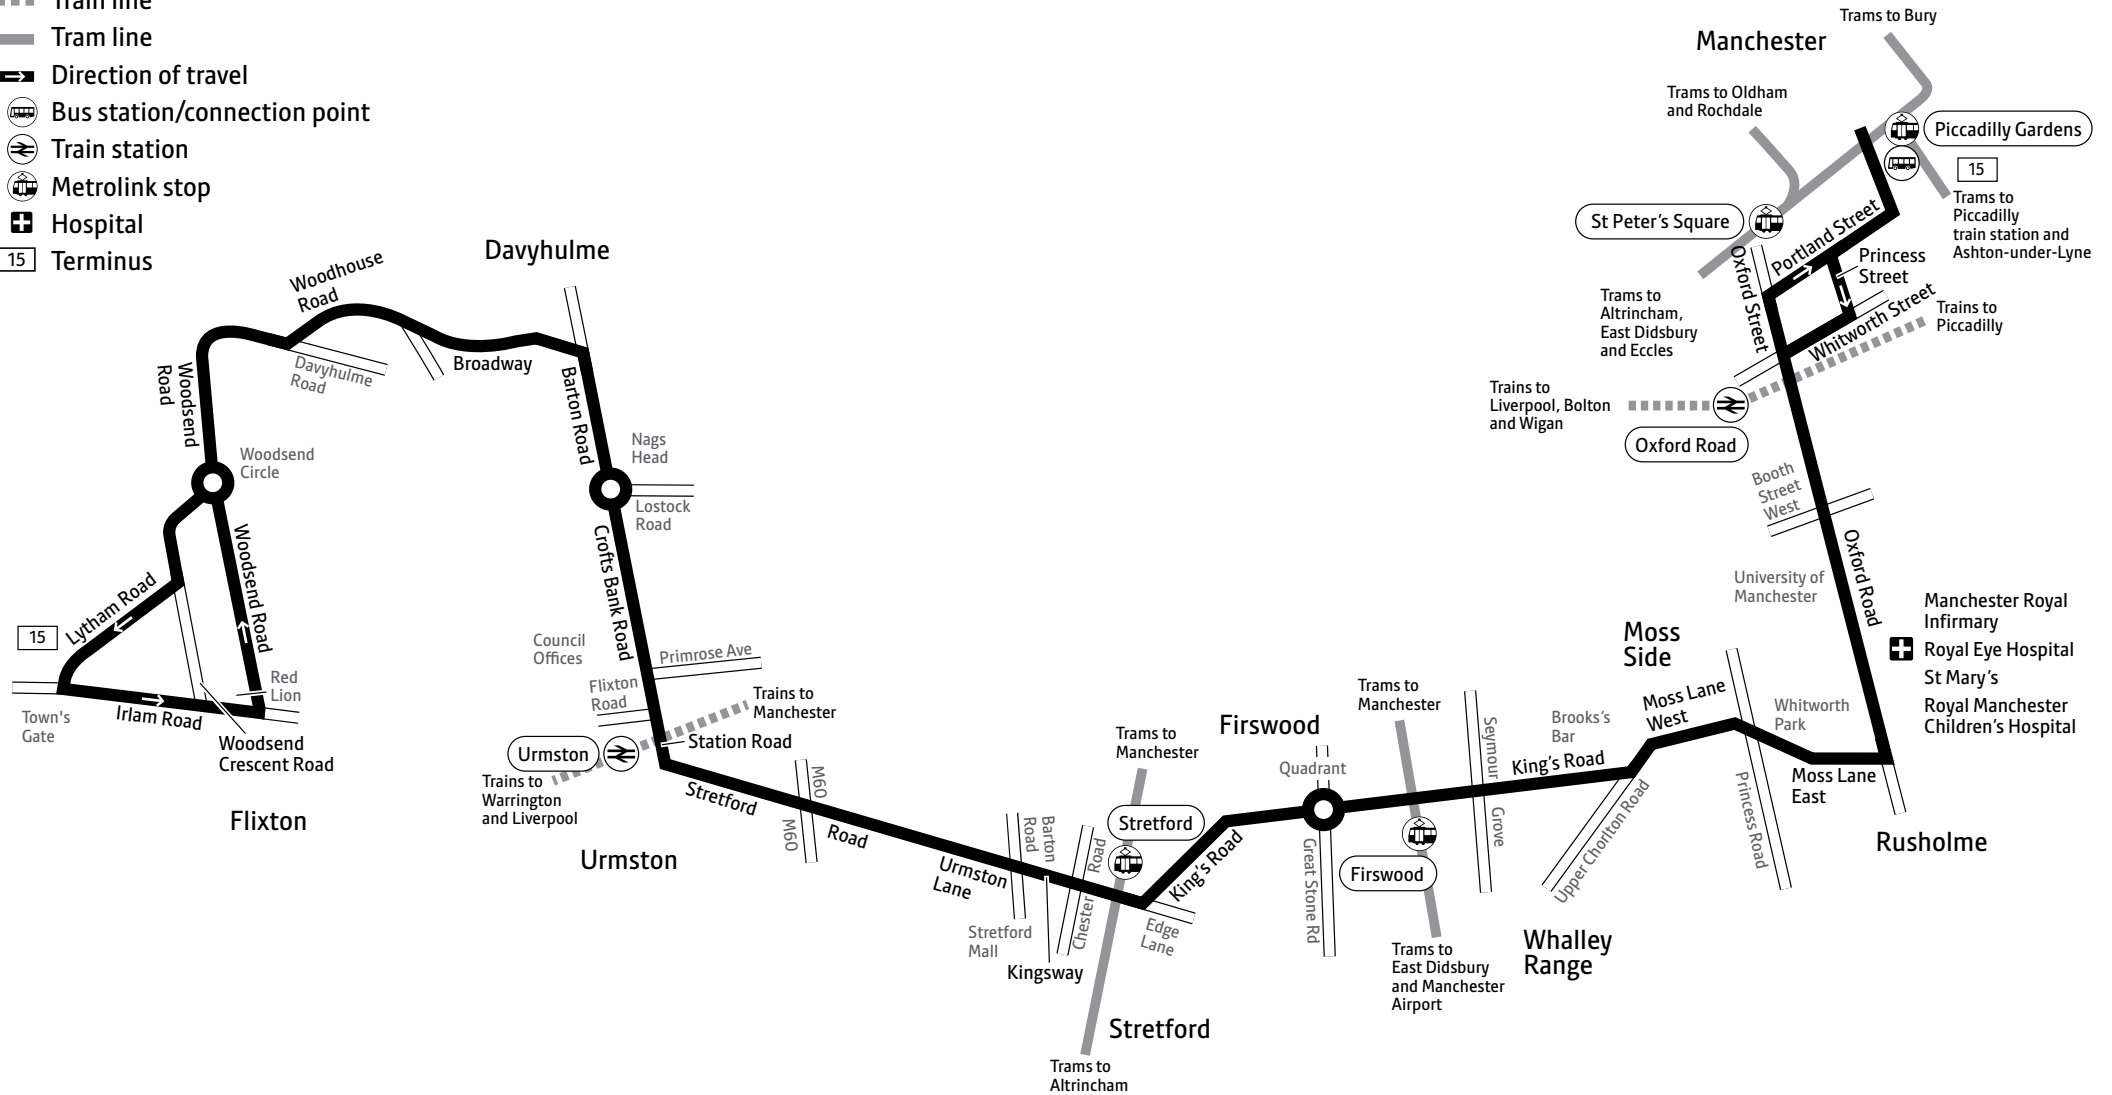 Train line
Tram line
Direction of travel
Bus station/connection point
Train station
Metrolink stop
Hospital
15
Terminus
Davyhulme
Woodhouse
Road
Davyhulme
Road
Broadway
Woodsend
Road
Woodsend
Circle
Woodsend Road
Lytham Road
15
Town's
Gate
Irlam Road
Red
Lion
Woodsend
Crescent Road
Flixton
Barton Road
Nags
Head
Lostock
Road
Crofts Bank Road
Council
Offices
Primrose Ave
Flixton
Road
Trains to
Manchester
Station Road
Urmston
Trains to
Warrington
and Liverpool
Urmston
Stretford
Road
M60
M60
Urmston
Lane
Barton
Road
Stretford
Mall
Kingsway
Chester
Road
Trams to
Manchester
Stretford
Edge
Lane
Stretford
Trams to
Altrincham
King's Road
Firswood
Quadrant
Great Stone Rd
Trams to
Manchester
Firswood
Trams to
East Didsbury
and Manchester
Airport
Seymour
Grove
Brooks's
Bar
King's Road
Upper Chorlton Road
Whalley
Range
Moss
Side
Moss Lane
West
Princess Road
Whitworth
Park
Moss Lane
East
Rusholme
Manchester Royal
Infirmary
Royal Eye Hospital
St Mary's
Royal Manchester
Children's Hospital
Oxford Road
University of
Manchester
Booth
Street
West
Oxford Road
Trains to
Liverpool, Bolton
and Wigan
Trains to
Piccadilly
Whitworth Street
Princess
Street
Portland Street
Oxford Street
St Peter's Square
Trams to
Altrincham,
East Didsbury
and Eccles
Trams to Oldham
and Rochdale
Manchester
Trams to Bury
Piccadilly Gardens
15
Trams to
Piccadilly
train station and
Ashton-under-Lyne